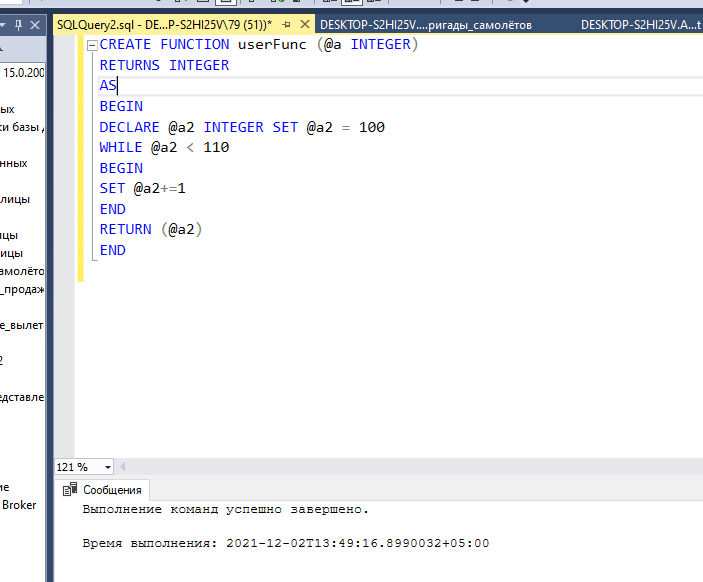 SQLQuery2.sql - DE...P-S2HI25V\79 (51))* DESKTOP-S2HI25V....ригады_самолётов DESKTOP-S2HI25V.A...t
15.0.200
CREATE FUNCTION userFunc (@a INTEGER)
RETURNS INTEGER
AS
BEGIN
DECLARE @a2 INTEGER SET @a2 = 100
WHILE @a2 < 110
BEGIN
SET @a2+=1
END
RETURN (@a2)
END
ых
ки базы д
нных
лицы
ицы
ицы
амолёто
_продаж
е_вылет
2
едставле
ие
Broker
121 %
Сообщения
Выполнение команд успешно завершено.
Время выполнения: 2021-12-02T13:49:16.8990032+05:00